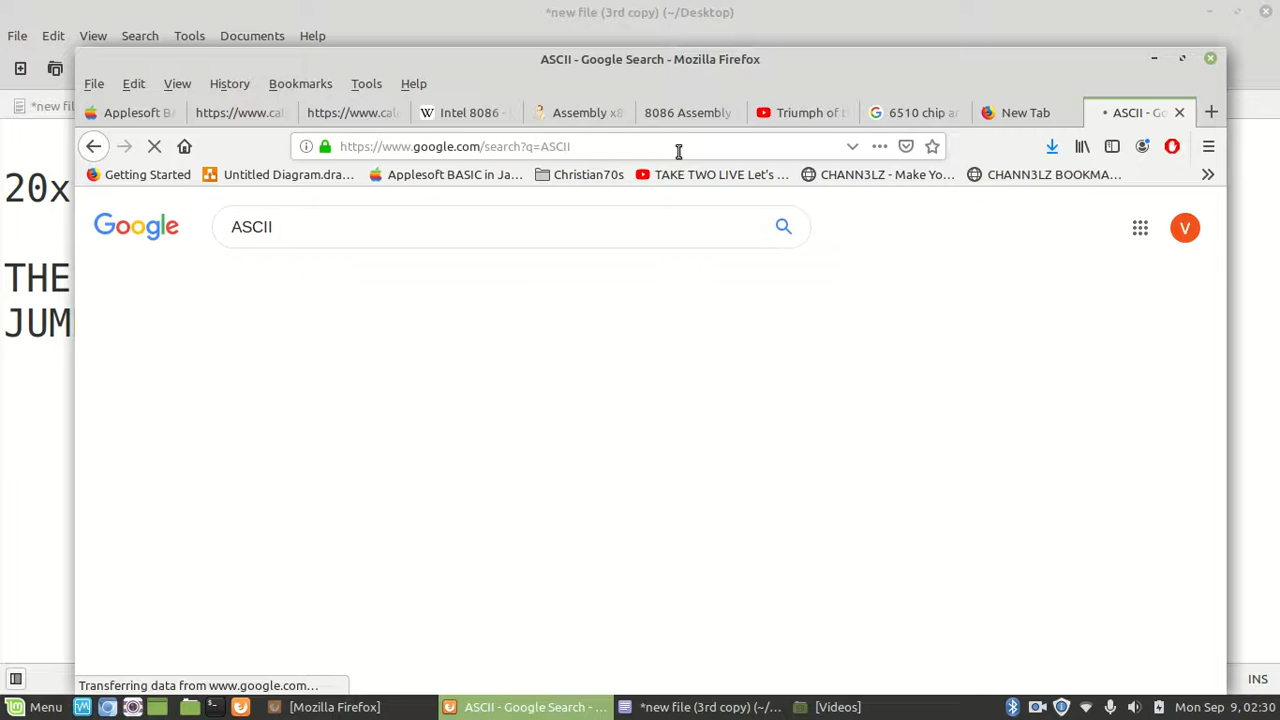 *new file (3rd copy) (~/Desktop)
File Edit View Search Tools Documents Help
ASCII - Google Search - Mozilla Firefox
File Edit View History Bookmarks Tools Help
*new fil
Applesoft BA https://www.cal https://www.cal Intel 8086 - Assembly x8 8086 Assembly Triumph of t 6510 chip ar New Tab ASCII - Go
https://www.google.com/search?q=ASCII
Getting Started Untitled Diagram.dra... Applesoft BASIC in Ja... Christian70s TAKE TWO LIVE Let's ... CHANN3LZ - Make Yo... CHANN3LZ BOOKMA...
20x
Google ASCII V
THE
JUM
Transferring data from www.google.com...
INS
Menu [Mozilla Firefox] ASCII - Google Search - ... *new file (3rd copy) (~/... [Videos] Mon Sep 9, 02:30